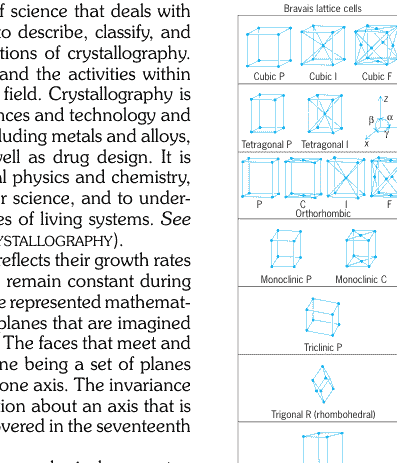 f science that deals with
to describe, classify, and
tions of crystallography.
and the activities within
field. Crystallography is
nces and technology and
luding metals and alloys,
well as drug design. It is
al physics and chemistry,
r science, and to under-
es of living systems. See
YSTALLOGRAPHY).
reflects their growth rates
remain constant during
e represented mathemat-
planes that are imagined
The faces that meet and
ne being a set of planes
one axis. The invariance
ion about an axis that is
overed in the seventeenth
Bravais lattice cells
Cubic P Cubic I Cubic F
z
β α
γ
x
Tetragonal P Tetragonal I
P C I F
Orthorhombic
Monoclinic P Monoclinic C
Triclinic P
Trigonal R (rhombohedral)